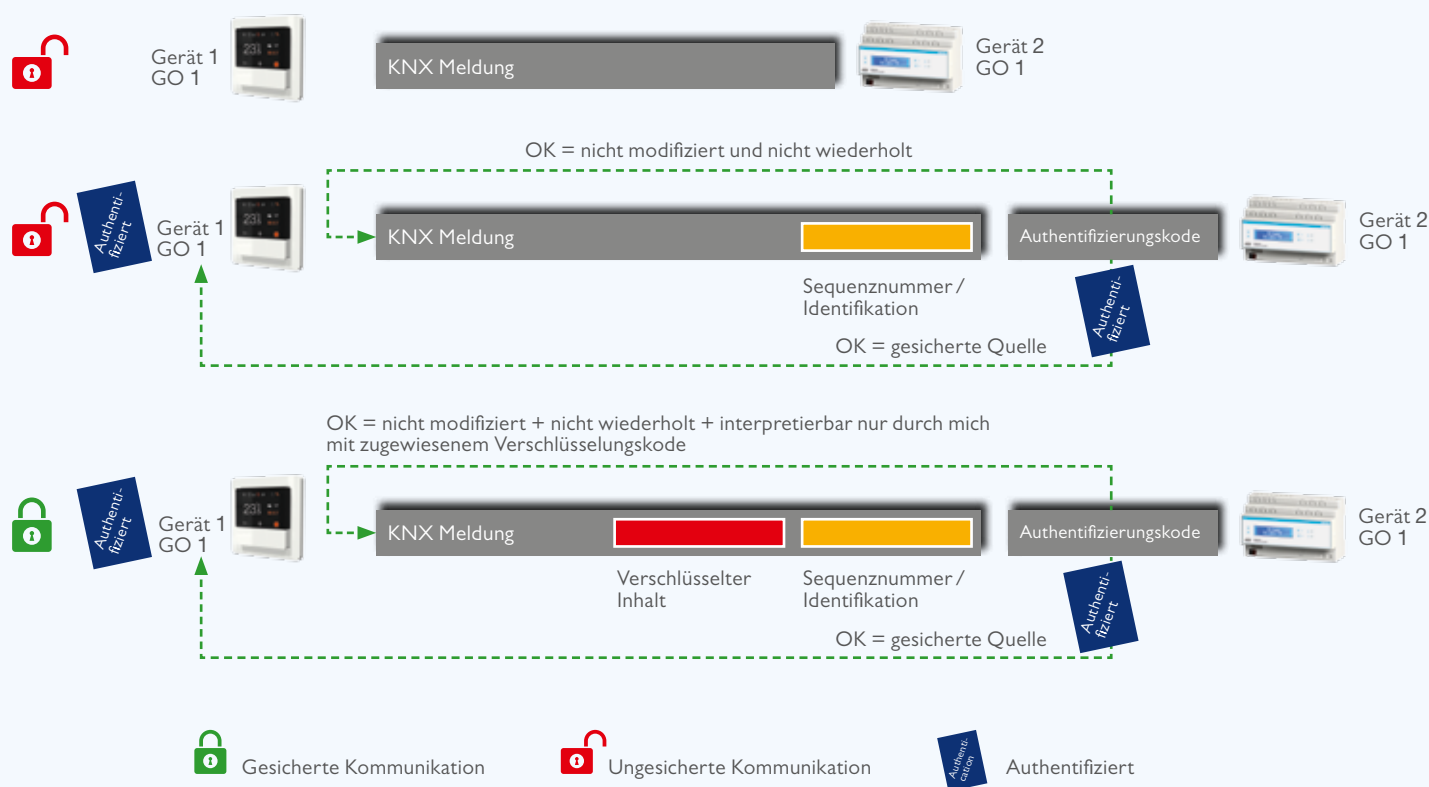 Gerät 1
GO 1
KNX Meldung
Gerät 2
GO 1
OK = nicht modifiziert und nicht wiederholt
Authenti-
fiziert
Gerät 1
GO 1
KNX Meldung
Authentifizierungskode
Gerät 2
GO 1
Sequenznummer /
Identifikation
Authenti-
fiziert
OK = gesicherte Quelle
OK = nicht modifiziert + nicht wiederholt + interpretierbar nur durch mich
mit zugewiesenem Verschlüsselungskode
Authenti-
fiziert
Gerät 1
GO 1
KNX Meldung
Authentifizierungskode
Gerät 2
GO 1
Verschlüsselter
Inhalt
Sequenznummer /
Identifikation
Authenti-
fiziert
OK = gesicherte Quelle
Gesicherte Kommunikation
Ungesicherte Kommunikation
Authenti-
cation
Authentifiziert